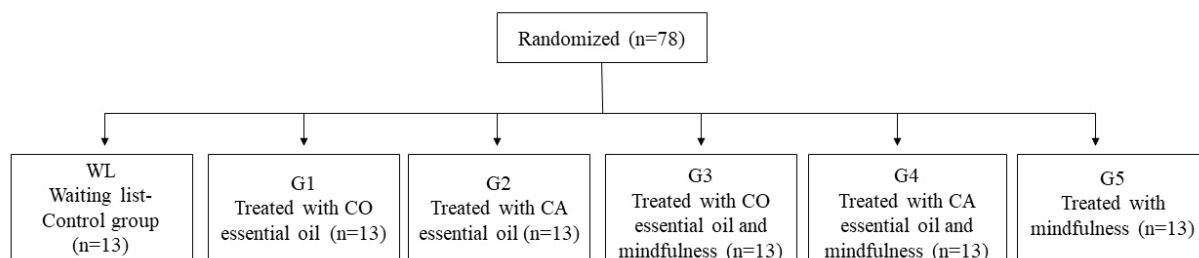 Randomized (n=78)
WL
Waiting list-
Control group
(n=13)
G1
Treated with CO
essential oil (n=13)
G2
Treated with CA
essential oil (n=13)
G3
Treated with CO
essential oil and
mindfulness (n=13)
G4
Treated with CA
essential oil and
mindfulness (n=13)
G5
Treated with
mindfulness (n=13)